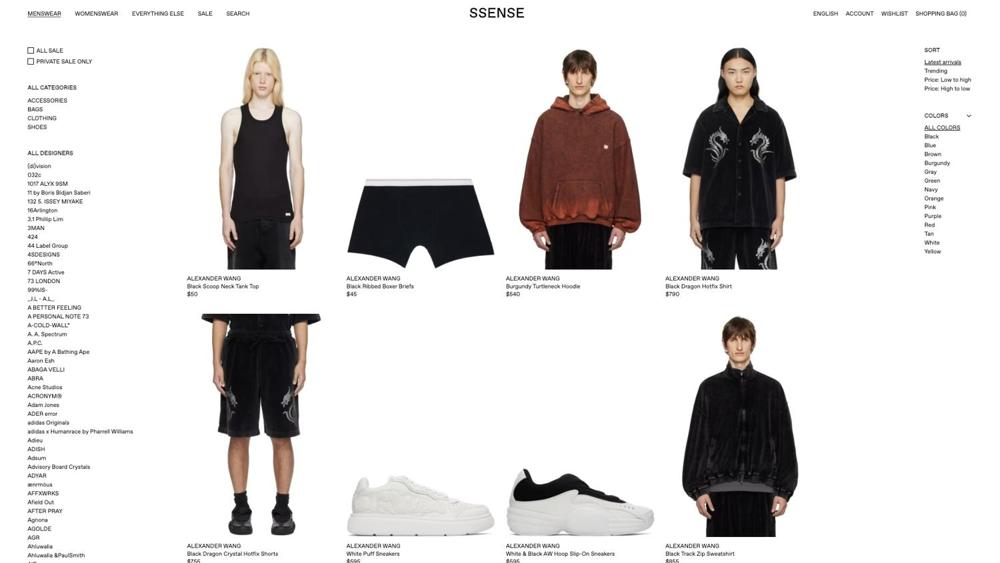 MENSWEAR WOMENSWEAR EVERYTHING ELSE SALE SEARCH SSENSE ENGLISH ACCOUNT WISHLIST SHOPPING BAG (0)
ALL SALE
PRIVATE SALE ONLY
ALL CATEGORIES
ACCESSORIES
BAGS
CLOTHING
SHOES
ALL DESIGNERS
(di)vision
032c
1017 ALYX 9SM
11 by Boris Bidjan Saberi
132 5. ISSEY MIYAKE
16Arlington
3.1 Phillip Lim
3MAN
424
44 Label Group
4SDESIGNS
66°North
7 DAYS Active
73 LONDON
99%IS-
_J.L - A.L_
A BETTER FEELING
A PERSONAL NOTE 73
A-COLD-WALL*
A. A. Spectrum
A.P.C.
AAPE by A Bathing Ape
Aaron Esh
ABAGA VELLI
ABRA
Acne Studios
ACRONYM®
Adam Jones
ADER error
adidas Originals
adidas x Humanrace by Pharrell Williams
Adieu
ADISH
Adsum
Advisory Board Crystals
ADYAR
ænrmòus
AFFXWRKS
Afield Out
AFTER PRAY
Agnona
AGOLDE
AGR
Ahluwalia
Ahluwalia &PaulSmith
ALEXANDER WANG
Black Scoop Neck Tank Top
$50
ALEXANDER WANG
Black Ribbed Boxer Briefs
$45
ALEXANDER WANG
Burgundy Turtleneck Hoodie
$540
ALEXANDER WANG
Black Dragon Hotfix Shirt
$790
ALEXANDER WANG
Black Dragon Crystal Hotfix Shorts
ALEXANDER WANG
White Puff Sneakers
$595
ALEXANDER WANG
White & Black AW Hoop Slip-On Sneakers
$595
ALEXANDER WANG
Black Track Zip Sweatshirt
SORT
Latest arrivals
Trending
Price: Low to high
Price: High to low
COLORS
ALL COLORS
Black
Blue
Brown
Burgundy
Gray
Green
Navy
Orange
Pink
Purple
Red
Tan
White
Yellow